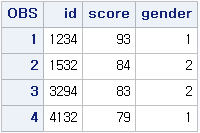 OBS id score gender
1 1234 93 1
2 1532 84 2
3 3294 83 2
4 4132 79 1